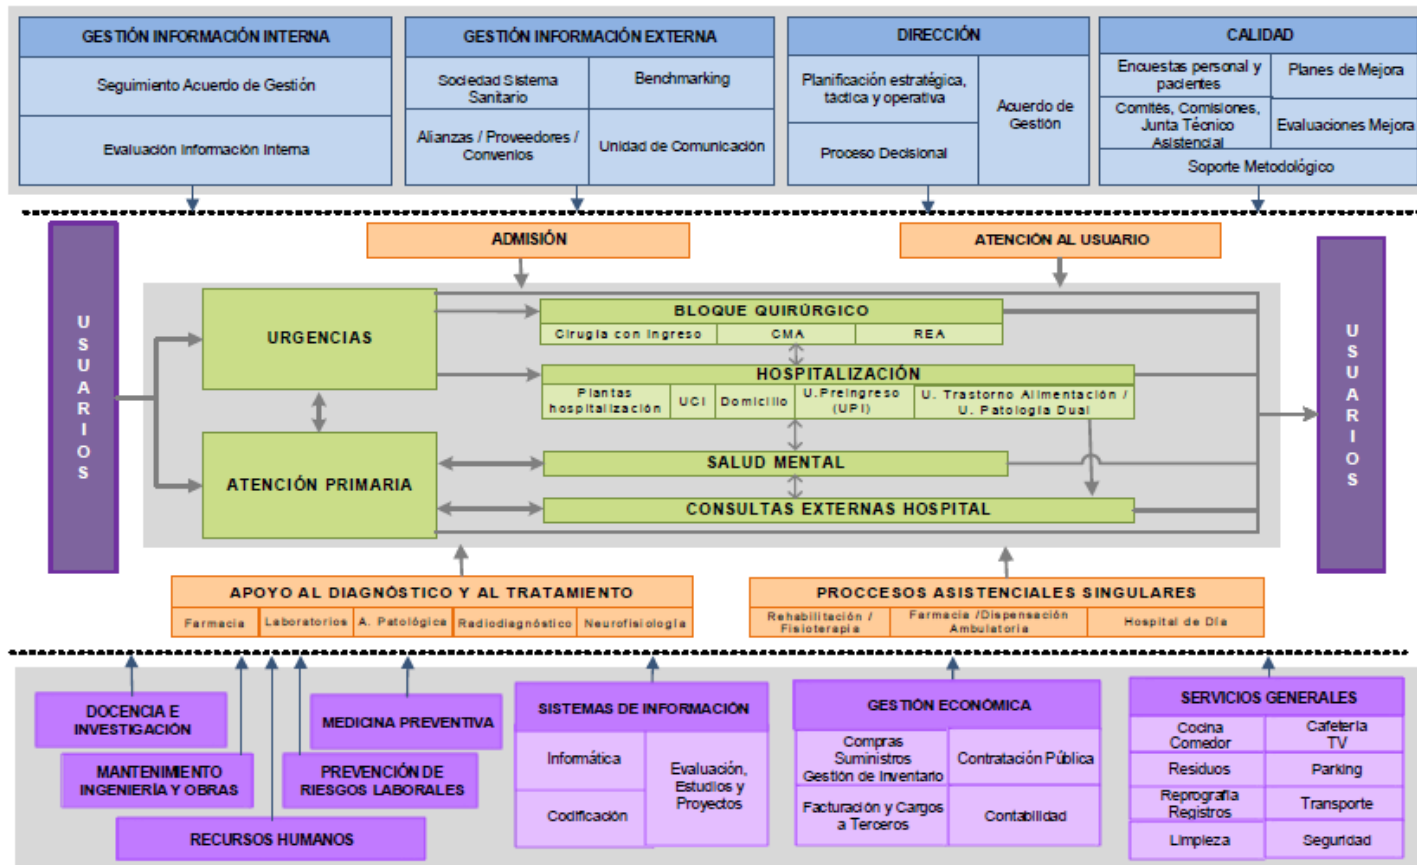 GESTIÓN INFORMACIÓN INTERNA
Seguimiento Acuerdo de Gestión
Evaluación Información Interna
GESTIÓN INFORMACIÓN EXTERNA
Sociedad Sistema
Sanitario
Benchmarking
Alianzas / Proveedores /
Convenios
Unidad de Comunicación
DIRECCIÓN
Planificación estratégica,
táctica y operativa
Acuerdo de
Gestión
Proceso Decisional
CALIDAD
Encuestas personal y
pacientes
Planes de Mejora
Comités, Comisiones,
Junta Técnico
Asistencial
Evaluaciones Mejora
Soporte Metodológico
ADMISIÓN
ATENCIÓN AL USUARIO
USUARIOS
URGENCIAS
ATENCIÓN PRIMARIA
BLOQUE QUIRÚRGICO
Cirugía con Ingreso
CMA
REA
HOSPITALIZACIÓN
Plantas
hospitalización
UCI
Domicilio
U.Preingreso
(UPI)
U. Trastorno Alimentación /
U. Patología Dual
SALUD MENTAL
CONSULTAS EXTERNAS HOSPITAL
USUARIOS
APOYO AL DIAGNÓSTICO Y AL TRATAMIENTO
Farmacia
Laboratorios
A. Patológica
Radiodiagnóstico
Neurofisiología
PROCCESOS ASISTENCIALES SINGULARES
Rehabilitación /
Fisioterapia
Farmacia /Dispensación
Ambulatoria
Hospital de Día
DOCENCIA E
INVESTIGACIÓN
MEDICINA PREVENTIVA
MANTENIMIENTO
INGENIERÍA Y OBRAS
PREVENCIÓN DE
RIESGOS LABORALES
RECURSOS HUMANOS
SISTEMAS DE INFORMACIÓN
Informática
Codificación
Evaluación,
Estudios y
Proyectos
GESTIÓN ECONÓMICA
Compras
Suministros
Gestión de Inventario
Contratación Pública
Facturación y Cargos
a Terceros
Contabilidad
SERVICIOS GENERALES
Cocina
Comedor
Cafetería
TV
Residuos
Parking
Reprografía
Registros
Transporte
Limpieza
Seguridad